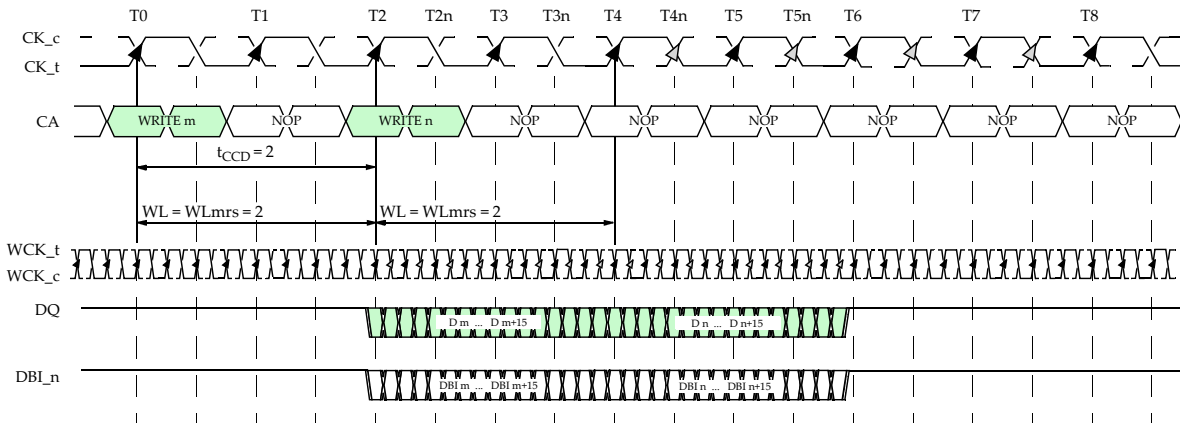 T0 T1 T2 T2n T3 T3n T4 T4n T5 T5n T6 T7 T8
CK_c
CK_t
CA WRITE m NOP WRITE n NOP NOP NOP NOP NOP NOP
tCCD = 2
WL = WLmrs = 2 WL = WLmrs = 2
WCK_t
WCK_c
DQ D m ... D m+15 D n ... D n+15
DBI_n DBI m ... DBI m+15 DBI n ... DBI n+15